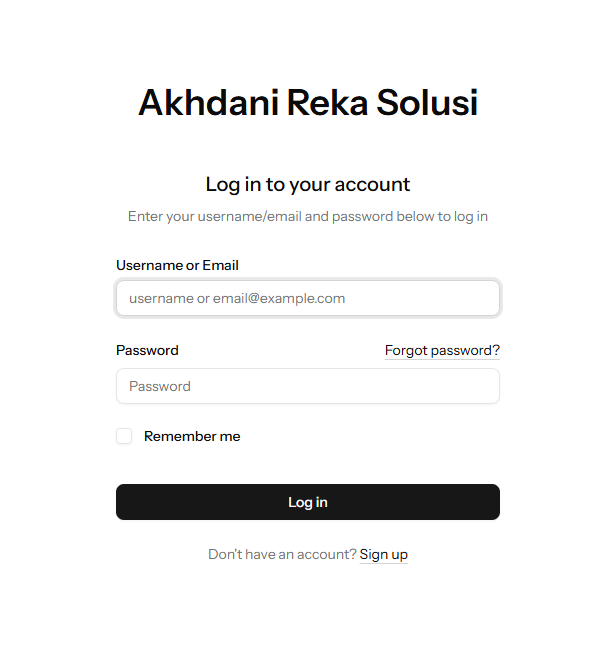 Akhdani Reka Solusi
Log in to your account
Enter your username/email and password below to log in
Username or Email
username or email@example.com
Password Forgot password?
Password
Remember me
Log in
Don't have an account? Sign up